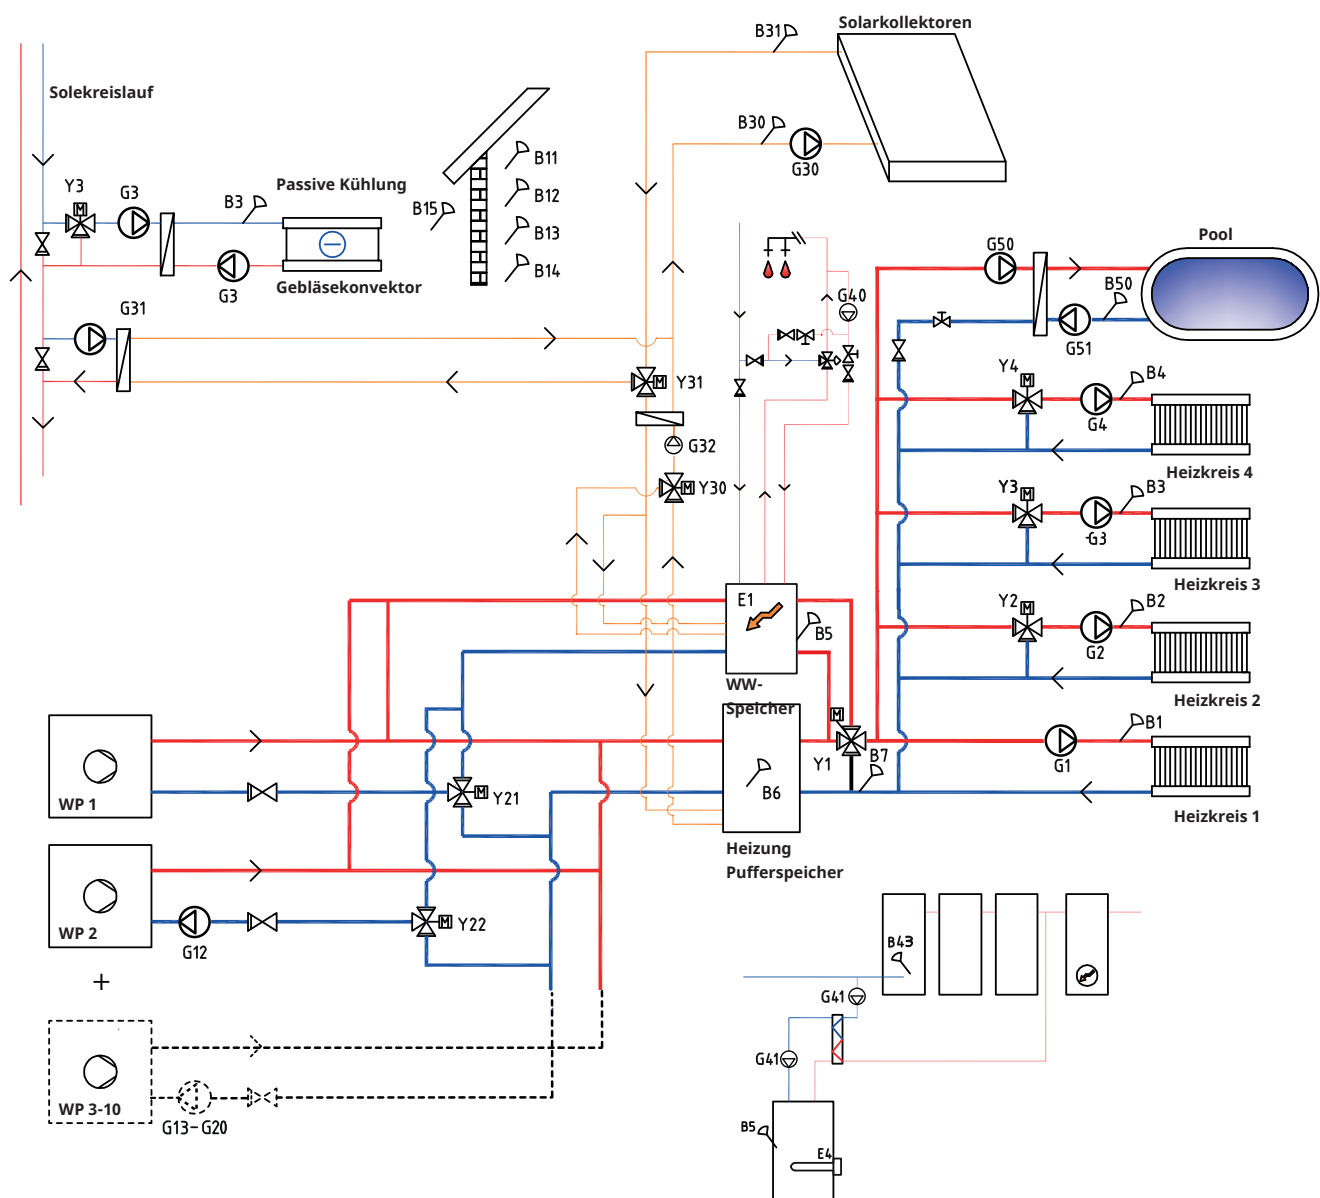 Solarkollektoren
B31
Solekreislauf
B30
G30
B11
B12
B13
B14
B15
Y3
G3
B3
Passive Kühlung
G3
Gebläsekonvektor
G31
Pool
G50
B50
G51
G40
Y31
G32
M Y30
Y4
M
B4
G4
Heizkreis 4
Y3
M
B3
G3
Heizkreis 3
Y2
M
B2
G2
Heizkreis 2
E1
B5
WW-
Speicher
M
Y1
B7
B1
G1
Heizkreis 1
B6
Heizung
Pufferspeicher
WP 1
M Y21
WP 2
G12
M Y22
+
WP 3-10
G13-G20
B43
G41
G41
B5
E4